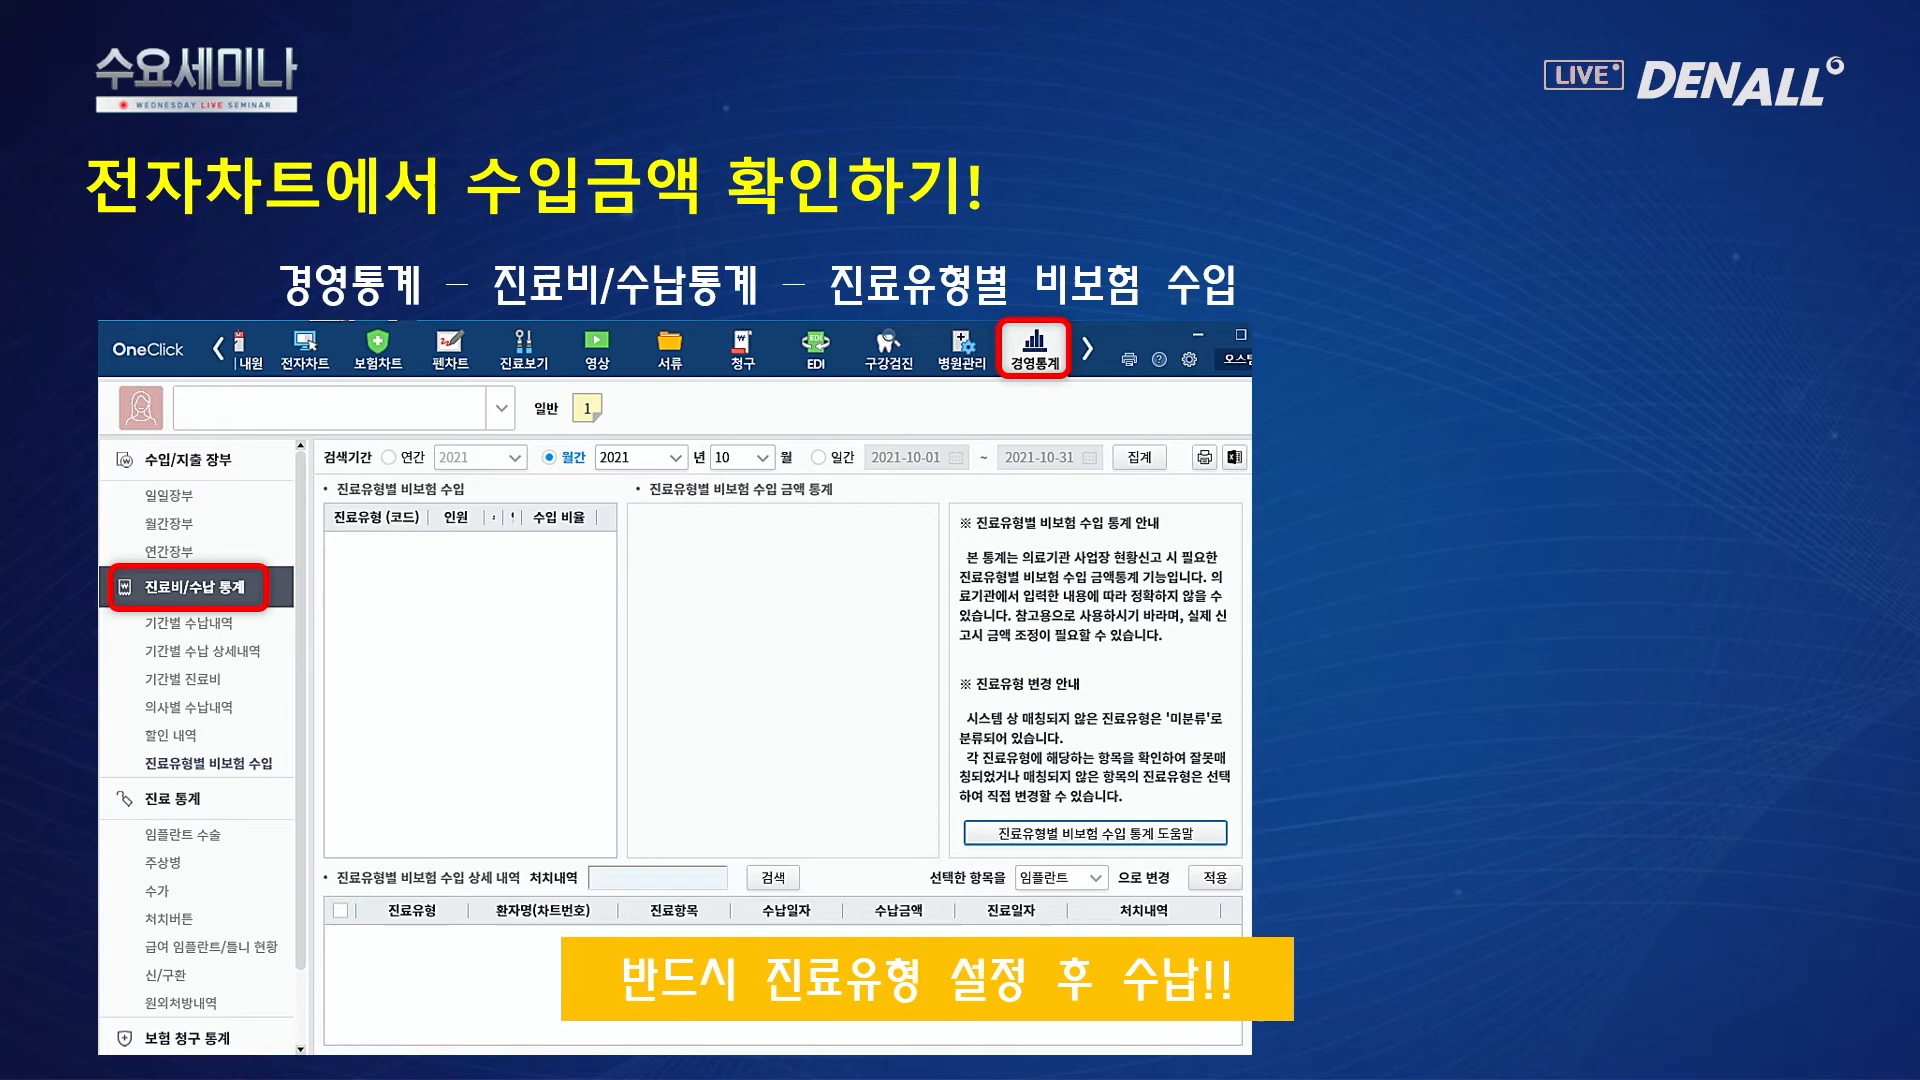 수요세미나
WEDNESDAY LIVE SEMINAR
LIVE DENALL
전자차트에서 수입금액 확인하기!
경영통계 – 진료비/수납통계 – 진료유형별 비보험 수입
OneClick 내원 전자차트 보험차트 펜차트 진료보기 영상 서류 청구 EDI 구강검진 병원관리 경영통계
일반 1
수입/지출 장부
일일장부
월간장부
연간장부
진료비/수납 통계
기간별 수납내역
기간별 수납 상세내역
기간별 진료비
의사별 수납내역
할인 내역
진료유형별 비보험 수입
진료 통계
임플란트 수술
주상병
수가
처치버튼
급여 임플란트/틀니 현황
신/구환
원외처방내역
보험 청구 통계
검색기간 연간 2021 월간 2021 년 10 월 일간 2021-10-01 ~ 2021-10-31 집계
• 진료유형별 비보험 수입
진료유형 (코드) 인원 수입 비율
• 진료유형별 비보험 수입 금액 통계
※ 진료유형별 비보험 수입 통계 안내
본 통계는 의료기관 사업장 현황신고 시 필요한
진료유형별 비보험 수입 금액통계 기능입니다. 의
료기관에서 입력한 내용에 따라 정확하지 않을 수
있습니다. 참고용으로 사용하시기 바라며, 실제 신
고시 금액 조정이 필요할 수 있습니다.
※ 진료유형 변경 안내
시스템 상 매칭되지 않은 진료유형은 '미분류'로
분류되어 있습니다.
각 진료유형에 해당하는 항목을 확인하여 잘못매
칭되었거나 매칭되지 않은 항목의 진료유형은 선택
하여 직접 변경할 수 있습니다.
진료유형별 비보험 수입 통계 도움말
• 진료유형별 비보험 수입 상세 내역 처치내역 검색 선택한 항목을 임플란트 으로 변경 적용
진료유형 환자명(차트번호) 진료항목 수납일자 수납금액 진료일자 처치내역
반드시 진료유형 설정 후 수납!!